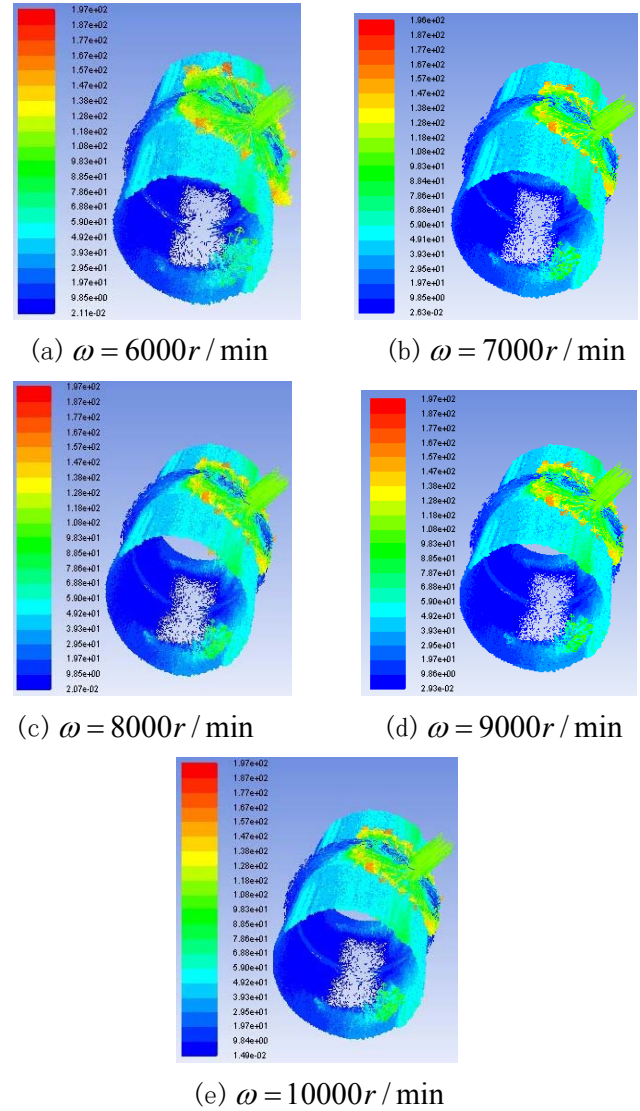 1.97e+02
1.87e+02
1.77e+02
1.67e+02
1.57e+02
1.47e+02
1.38e+02
1.28e+02
1.18e+02
1.08e+02
9.83e+01
8.85e+01
7.86e+01
6.88e+01
5.90e+01
4.92e+01
3.93e+01
2.95e+01
1.97e+01
9.85e+00
2.11e-02
(a) ω = 6000r / min
1.96e+02
1.87e+02
1.77e+02
1.67e+02
1.57e+02
1.47e+02
1.38e+02
1.28e+02
1.18e+02
1.08e+02
9.83e+01
8.84e+01
7.86e+01
6.88e+01
5.90e+01
4.91e+01
3.93e+01
2.95e+01
1.97e+01
9.85e+00
2.63e-02
(b) ω = 7000r / min
1.97e+02
1.87e+02
1.77e+02
1.67e+02
1.57e+02
1.47e+02
1.38e+02
1.28e+02
1.18e+02
1.08e+02
9.83e+01
8.85e+01
7.86e+01
6.88e+01
5.90e+01
4.92e+01
3.93e+01
2.95e+01
1.97e+01
9.85e+00
2.07e-02
(c) ω = 8000r / min
1.97e+02
1.87e+02
1.77e+02
1.67e+02
1.57e+02
1.47e+02
1.38e+02
1.28e+02
1.18e+02
1.08e+02
9.83e+01
8.85e+01
7.87e+01
6.88e+01
5.90e+01
4.92e+01
3.93e+01
2.95e+01
1.97e+01
9.86e+00
2.93e-02
(d) ω = 9000r / min
1.97e+02
1.87e+02
1.77e+02
1.67e+02
1.57e+02
1.47e+02
1.38e+02
1.28e+02
1.18e+02
1.08e+02
9.83e+01
8.85e+01
7.86e+01
6.88e+01
5.90e+01
4.92e+01
3.93e+01
2.95e+01
1.97e+01
9.84e+00
1.49e-02
(e) ω = 10000r / min